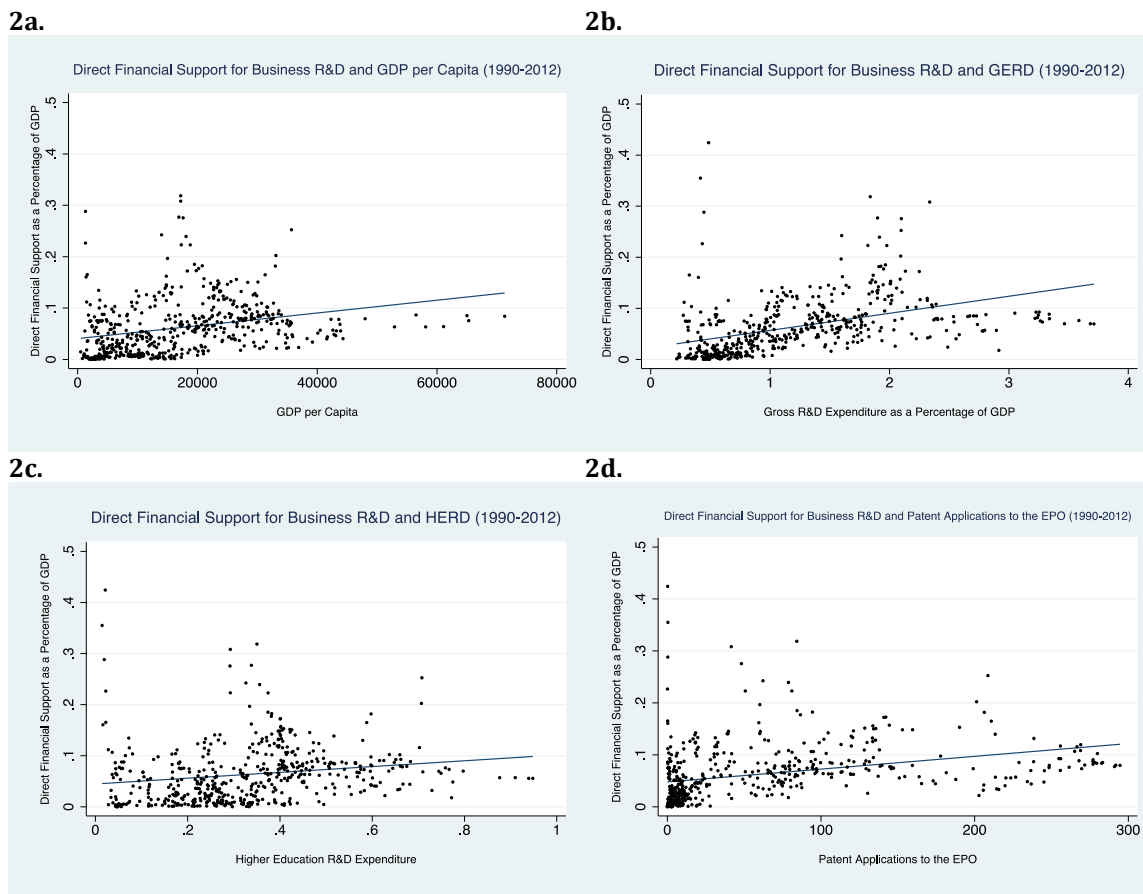 2a.
Direct Financial Support for Business R&D and GDP per Capita (1990-2012)
Direct Financial Support as a Percentage of GDP
.5
.4
.3
.2
.1
0
0 20000 40000 60000 80000
GDP per Capita
2b.
Direct Financial Support for Business R&D and GERD (1990-2012)
Direct Financial Support as a Percentage of GDP
.5
.4
.3
.2
.1
0
0 1 2 3 4
Gross R&D Expenditure as a Percentage of GDP
2c.
Direct Financial Support for Business R&D and HERD (1990-2012)
Direct Financial Support as a Percentage of GDP
.5
.4
.3
.2
.1
0
0 .2 .4 .6 .8 1
Higher Education R&D Expenditure
2d.
Direct Financial Support for Business R&D and Patent Applications to the EPO (1990-2012)
Direct Financial Support as a Percentage of GDP
.5
.4
.3
.2
.1
0
0 100 200 300
Patent Applications to the EPO